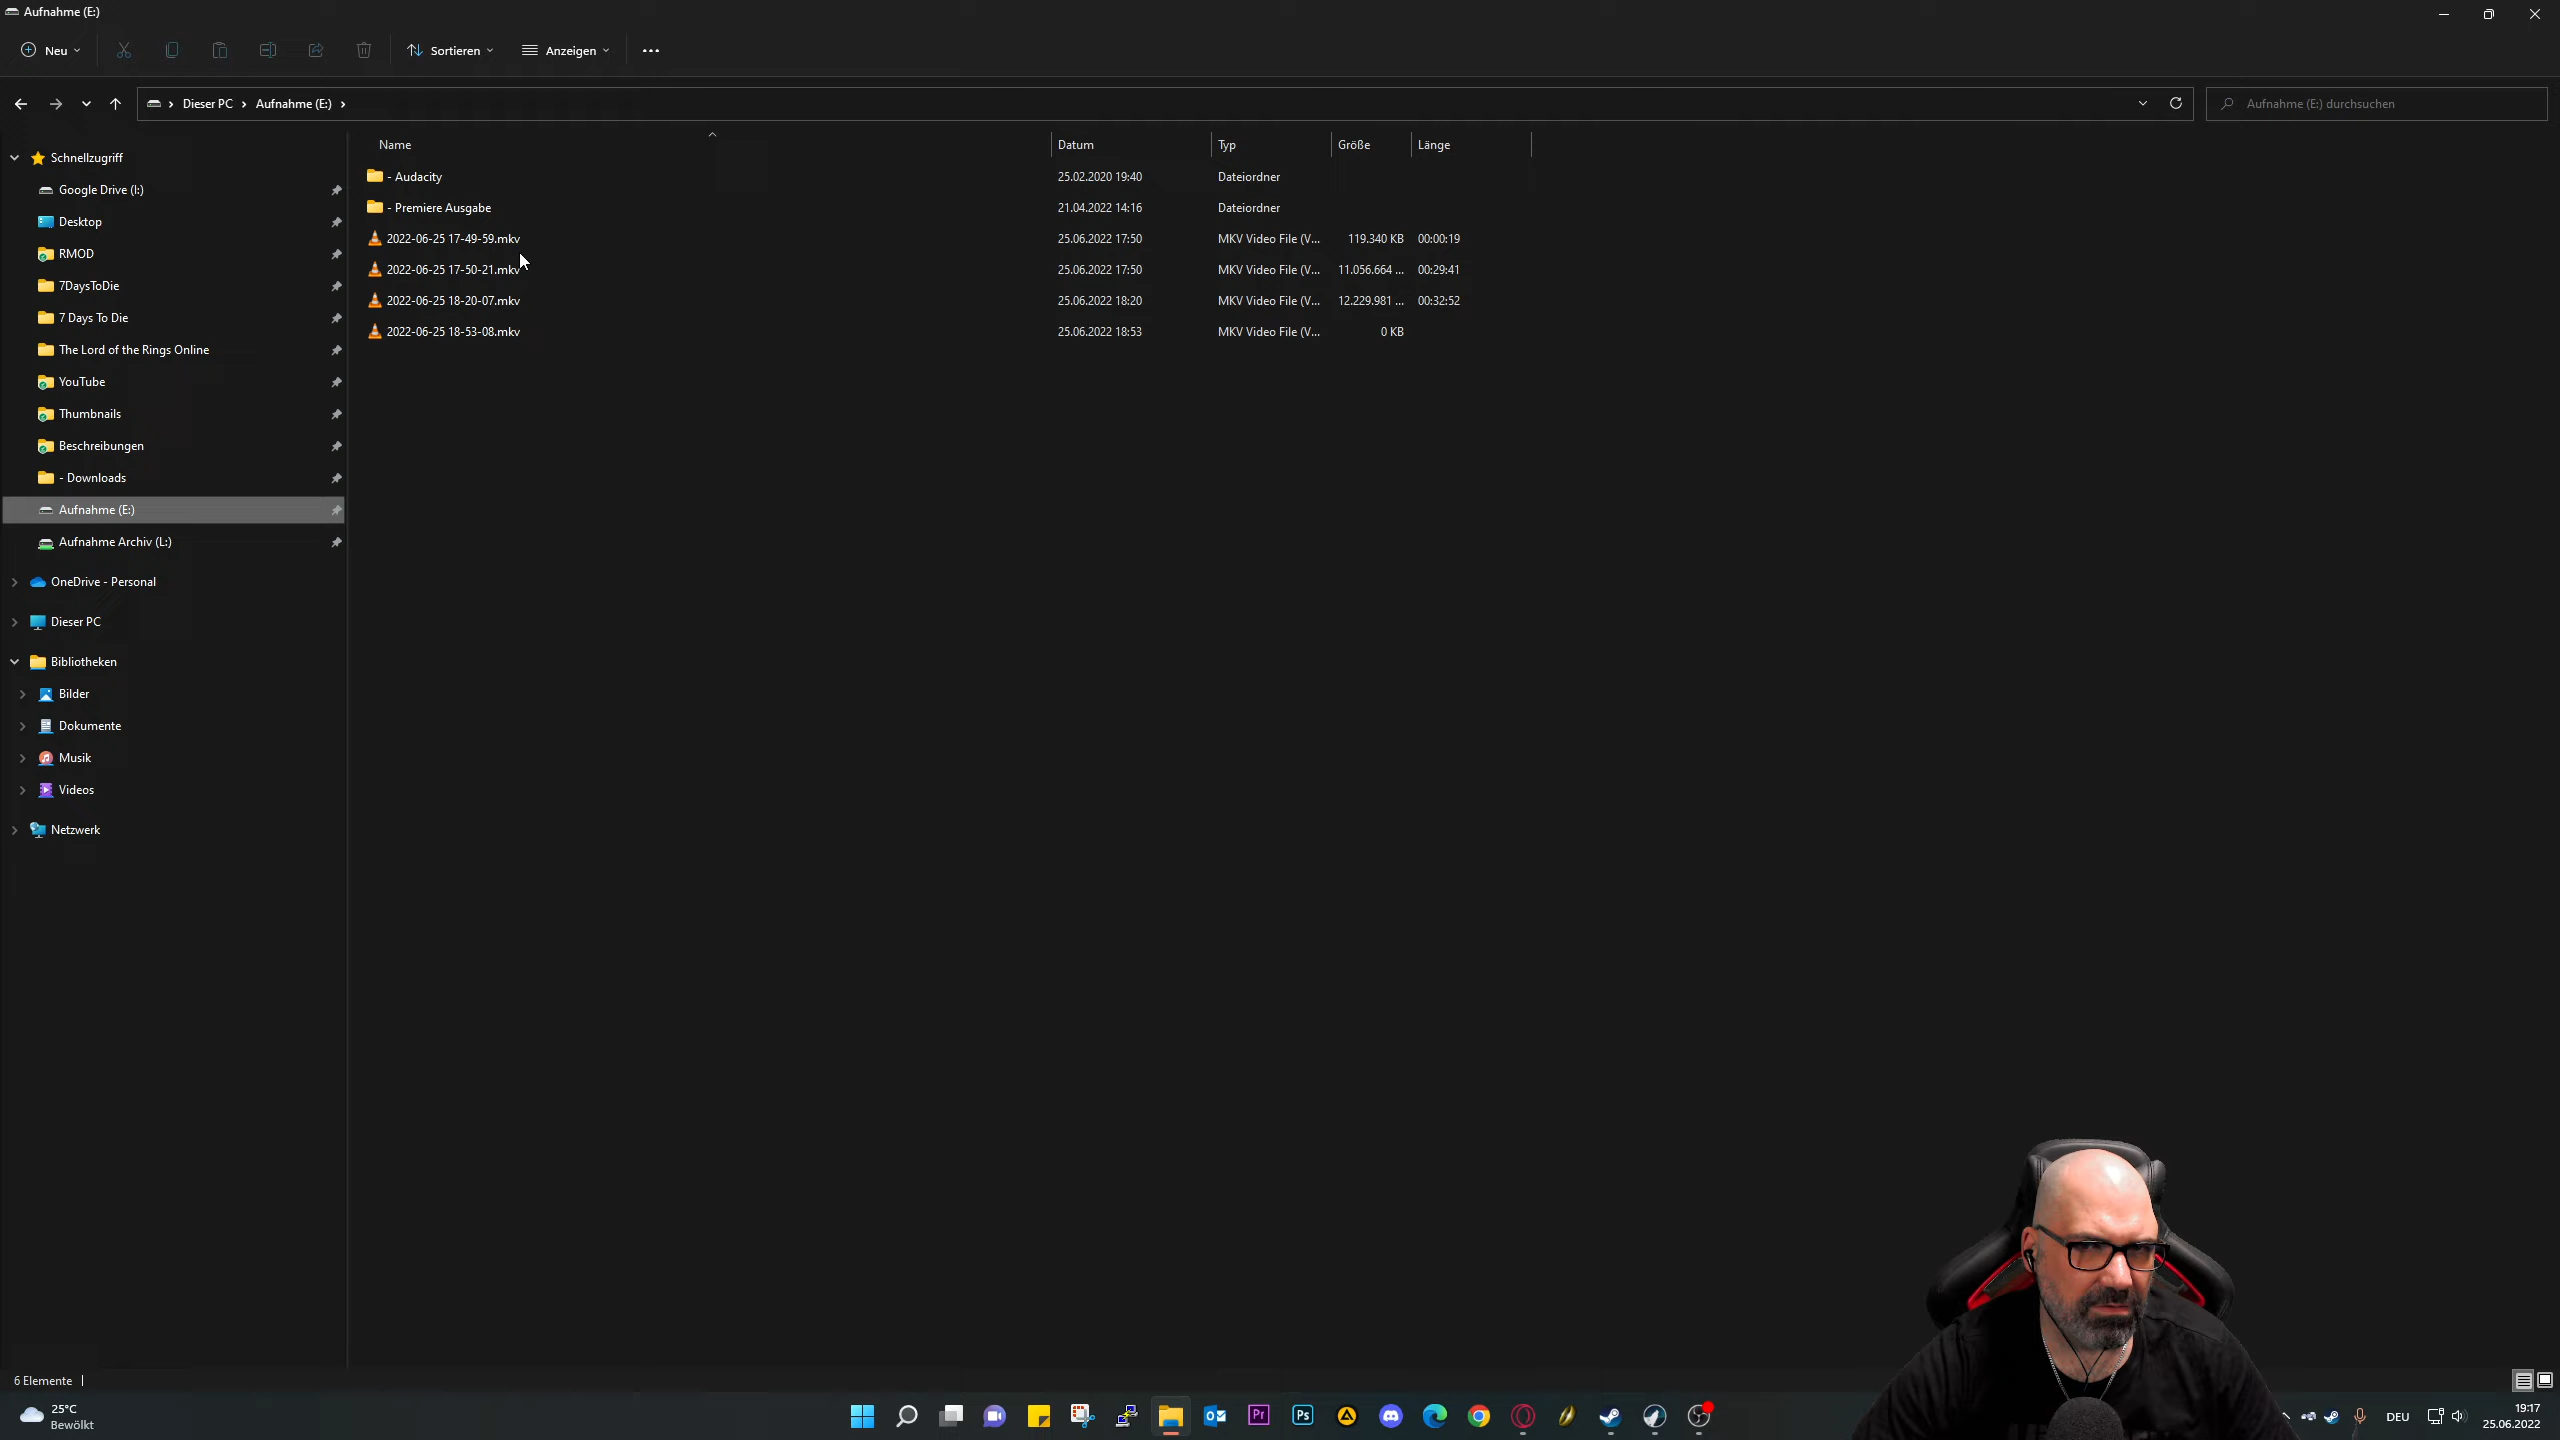 Aufnahme (E:)
Neu
Sortieren
Anzeigen
Dieser PC
Aufnahme (E:)
Aufnahme (E:) durchsuchen
Name Datum Typ Größe Länge
- Audacity 25.02.2020 19:40 Dateiordner
- Premiere Ausgabe 21.04.2022 14:16 Dateiordner
2022-06-25 17-49-59.mkv 25.06.2022 17:50 MKV Video File (V... 119.340 KB 00:00:19
2022-06-25 17-50-21.mkv 25.06.2022 17:50 MKV Video File (V... 11.056.664 ... 00:29:41
2022-06-25 18-20-07.mkv 25.06.2022 18:20 MKV Video File (V... 12.229.981 ... 00:32:52
2022-06-25 18-53-08.mkv 25.06.2022 18:53 MKV Video File (V... 0 KB
Schnellzugriff
Google Drive (I:)
Desktop
RMOD
7DaysToDie
7 Days To Die
The Lord of the Rings Online
YouTube
Thumbnails
Beschreibungen
- Downloads
Aufnahme (E:)
Aufnahme Archiv (L:)
OneDrive - Personal
Dieser PC
Bibliotheken
Bilder
Dokumente
Musik
Videos
Netzwerk
6 Elemente
25°C
Bewölkt
Pr
Ps
DEU
19:17
25.06.2022